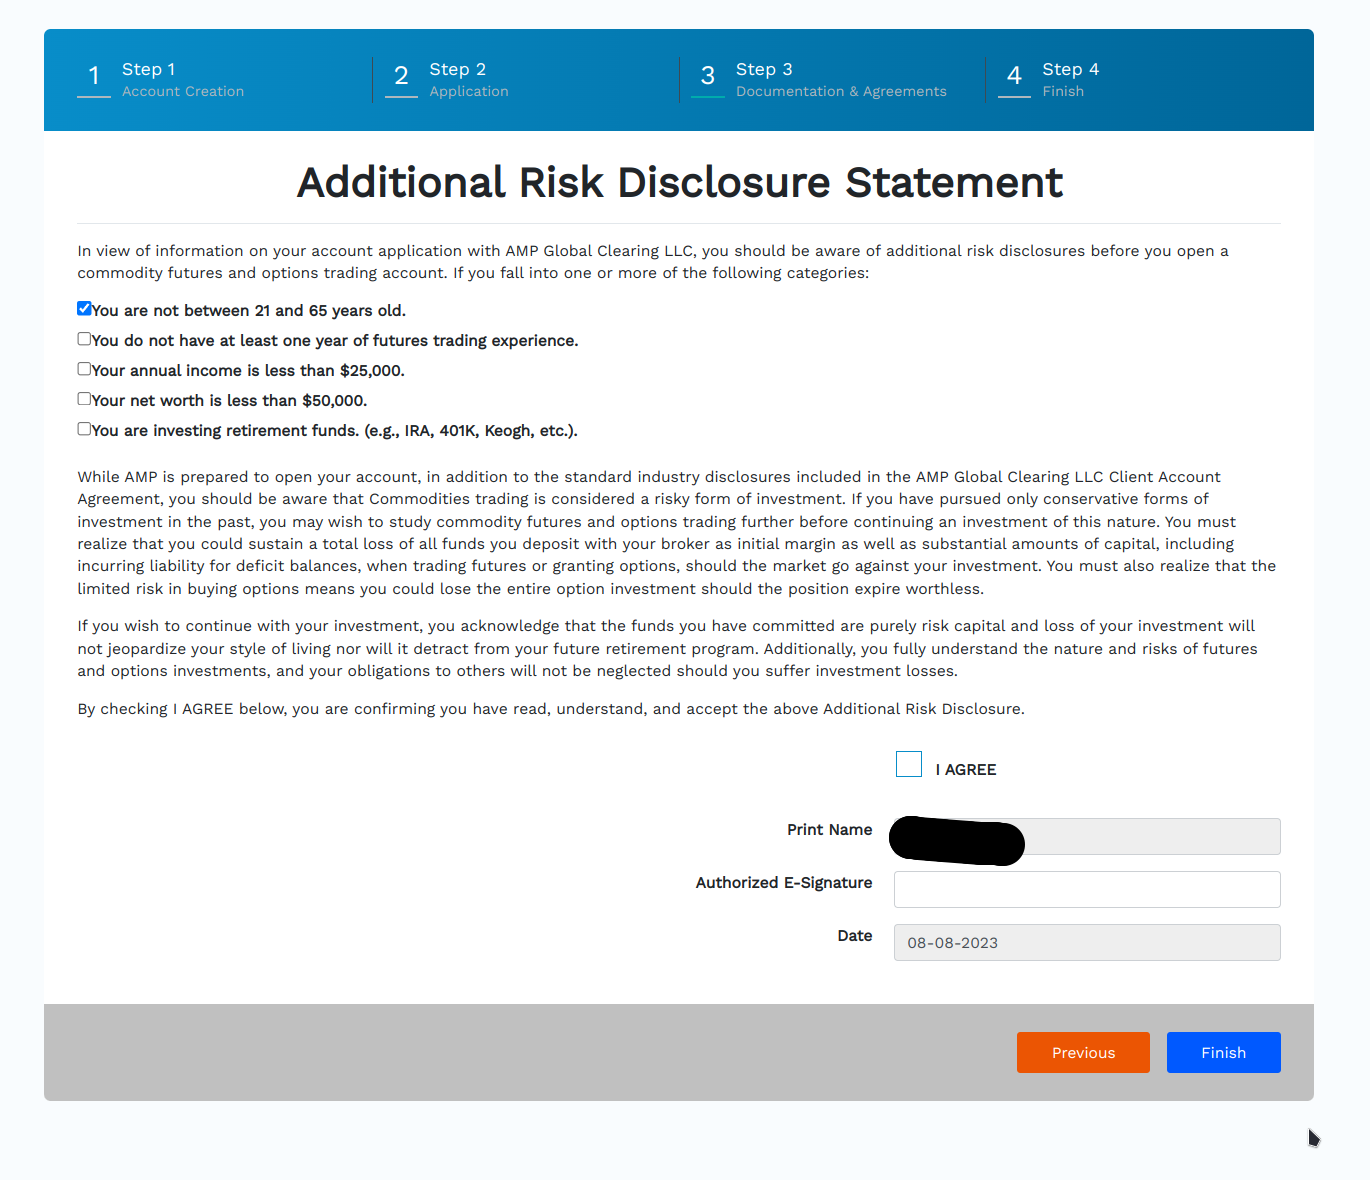 1 Step 1
Account Creation
2 Step 2
Application
3 Step 3
Documentation & Agreements
4 Step 4
Finish
Additional Risk Disclosure Statement
In view of information on your account application with AMP Global Clearing LLC, you should be aware of additional risk disclosures before you open a
commodity futures and options trading account. If you fall into one or more of the following categories:
You are not between 21 and 65 years old.
You do not have at least one year of futures trading experience.
Your annual income is less than $25,000.
Your net worth is less than $50,000.
You are investing retirement funds. (e.g., IRA, 401K, Keogh, etc.).
While AMP is prepared to open your account, in addition to the standard industry disclosures included in the AMP Global Clearing LLC Client Account
Agreement, you should be aware that Commodities trading is considered a risky form of investment. If you have pursued only conservative forms of
investment in the past, you may wish to study commodity futures and options trading further before continuing an investment of this nature. You must
realize that you could sustain a total loss of all funds you deposit with your broker as initial margin as well as substantial amounts of capital, including
incurring liability for deficit balances, when trading futures or granting options, should the market go against your investment. You must also realize that the
limited risk in buying options means you could lose the entire option investment should the position expire worthless.
If you wish to continue with your investment, you acknowledge that the funds you have committed are purely risk capital and loss of your investment will
not jeopardize your style of living nor will it detract from your future retirement program. Additionally, you fully understand the nature and risks of futures
and options investments, and your obligations to others will not be neglected should you suffer investment losses.
By checking I AGREE below, you are confirming you have read, understand, and accept the above Additional Risk Disclosure.
I AGREE
Print Name
Authorized E-Signature
Date 08-08-2023
Previous Finish